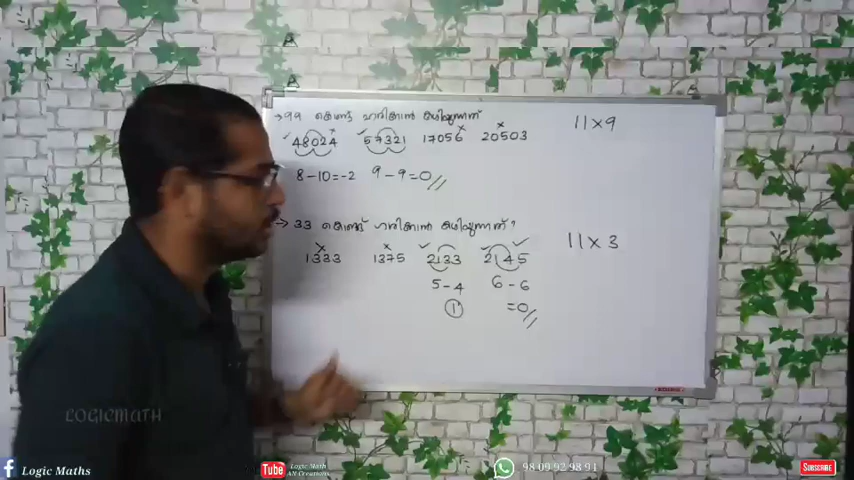 → 99 കൊണ്ട് ഹരിക്കാൻ കഴിയുന്നത്
11×9
48024 57321 17056 20503
8-10=-2 9-9=0//
→ 33 കൊണ്ട് ഹരിക്കാൻ കഴിയുന്നത് ?
11×3
1333 1375 2133 2145
5-4 6-6
1 =0//
LOGICMATH
Logic Maths
Tube
Logic Math
98 09 92 98 91
SUBSCRIBE